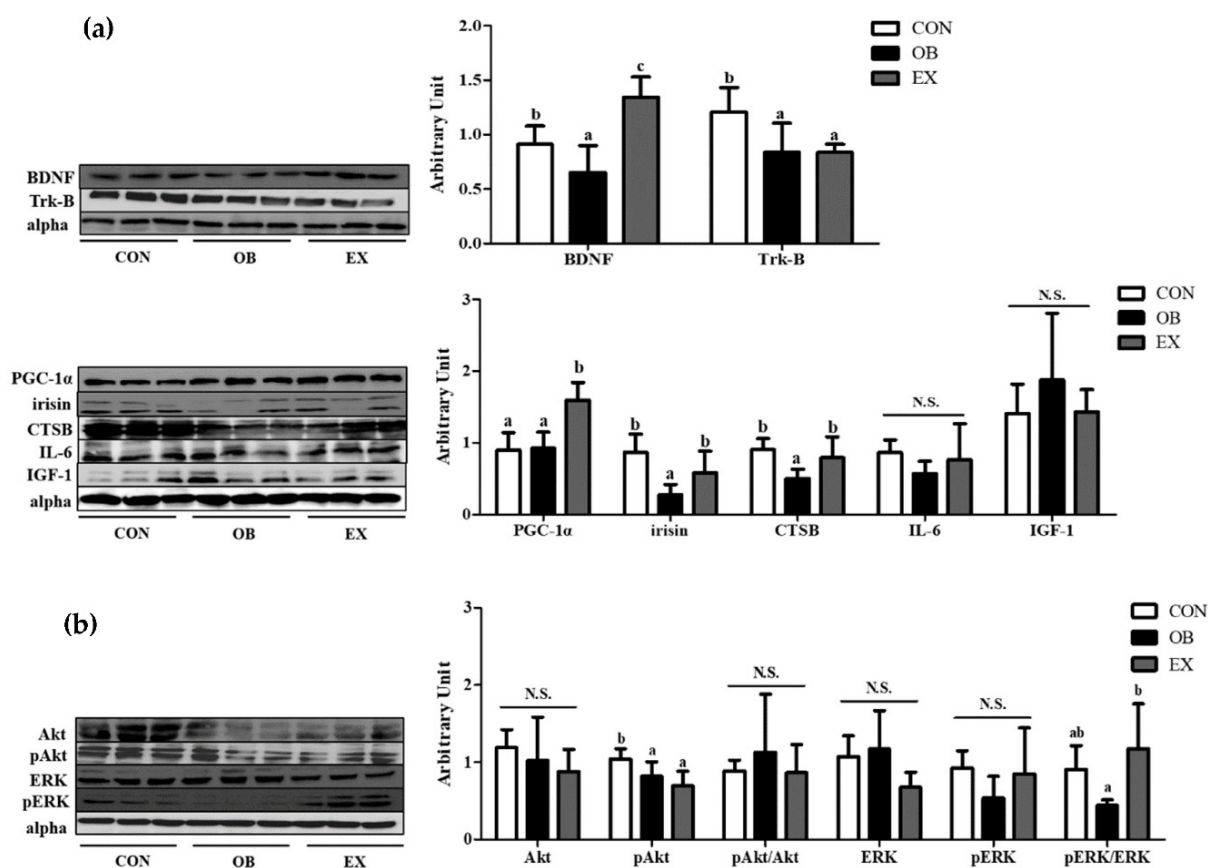 (a)
BDNF
Trk-B
alpha
CON OB EX
Arbitrary Unit
2.0
1.5
1.0
0.5
0.0
b a c b a a
BDNF Trk-B
CON
OB
EX
PGC-1α
irisin
CTSB
IL-6
IGF-1
alpha
CON OB EX
Arbitrary Unit
3
2
1
0
a a b b a b b a b N.S. N.S.
PGC-1α irisin CTSB IL-6 IGF-1
CON
OB
EX
(b)
Akt
pAkt
ERK
pERK
alpha
CON OB EX
Arbitrary Unit
3
2
1
0
N.S. b a a N.S. N.S. N.S. ab a b
Akt pAkt pAkt/Akt ERK pERK pERK/ERK
CON
OB
EX